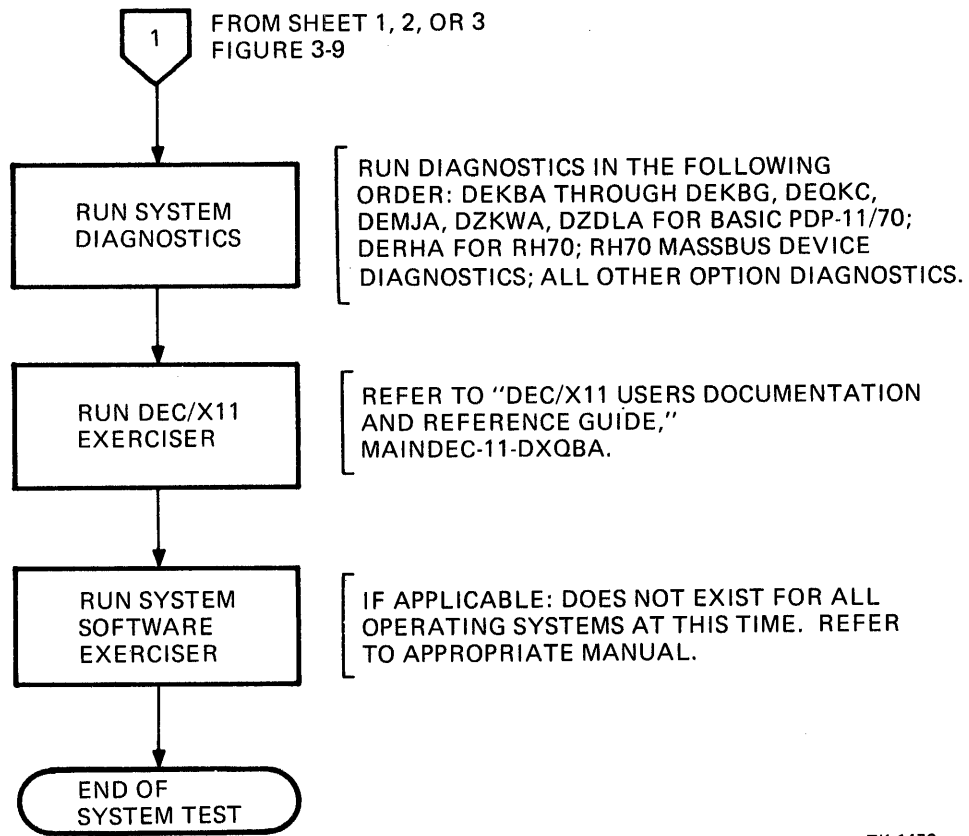 1
FROM SHEET 1, 2, OR 3
FIGURE 3-9
RUN SYSTEM
DIAGNOSTICS
RUN DIAGNOSTICS IN THE FOLLOWING
ORDER: DEKBA THROUGH DEKBG, DEQKC,
DEMJA, DZKWA, DZDLA FOR BASIC PDP-11/70;
DERHA FOR RH70; RH70 MASSBUS DEVICE
DIAGNOSTICS; ALL OTHER OPTION DIAGNOSTICS.
RUN DEC/X11
EXERCISER
REFER TO "DEC/X11 USERS DOCUMENTATION
AND REFERENCE GUIDE,"
MAINDEC-11-DXQBA.
RUN SYSTEM
SOFTWARE
EXERCISER
IF APPLICABLE: DOES NOT EXIST FOR ALL
OPERATING SYSTEMS AT THIS TIME. REFER
TO APPROPRIATE MANUAL.
END OF
SYSTEM TEST